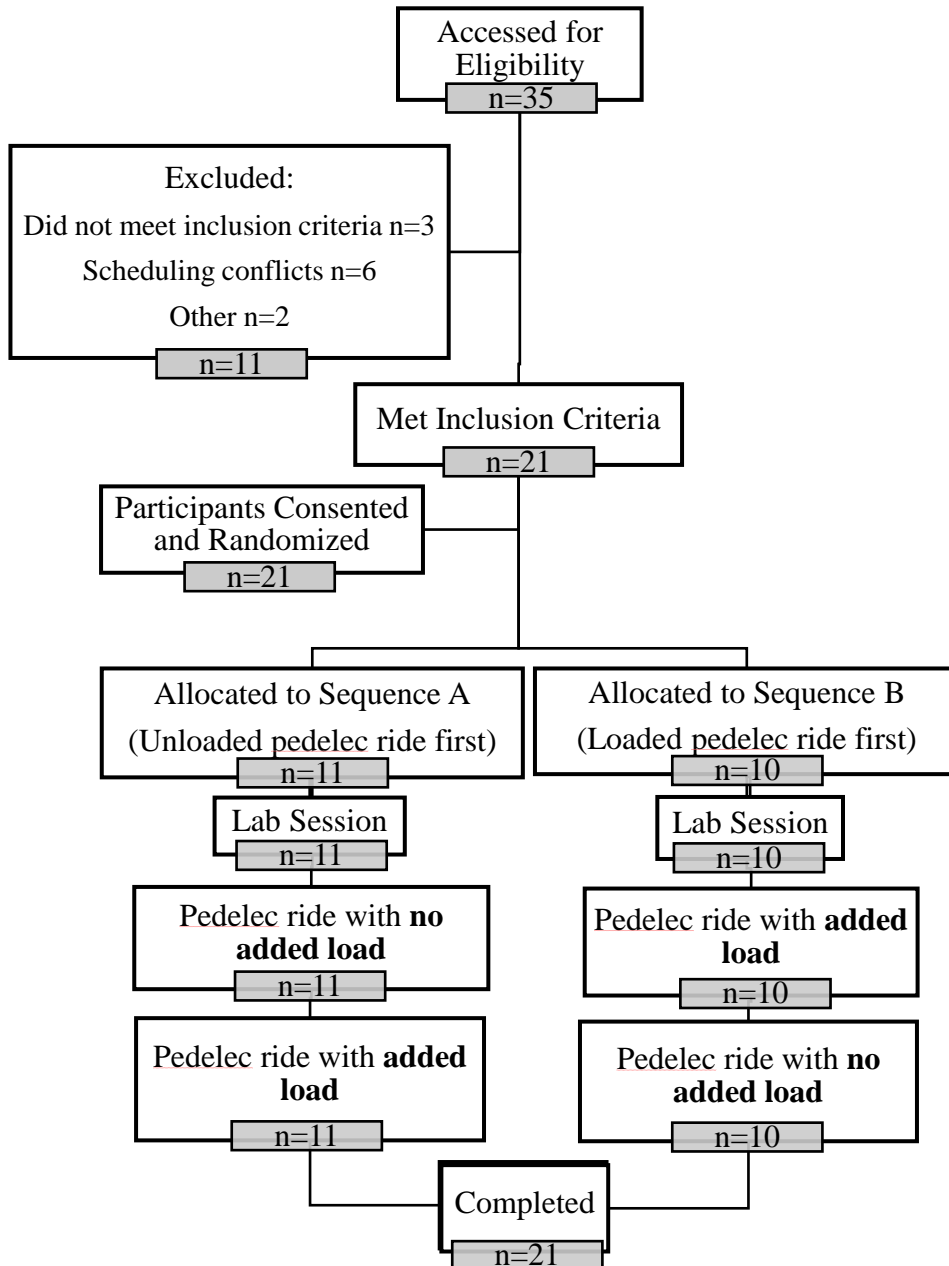 Accessed for
Eligibility
n=35
Excluded:
Did not meet inclusion criteria n=3
Scheduling conflicts n=6
Other n=2
n=11
Met Inclusion Criteria
n=21
Participants Consented
and Randomized
n=21
Allocated to Sequence A
(Unloaded pedelec ride first)
n=11
Allocated to Sequence B
(Loaded pedelec ride first)
n=10
Lab Session
n=11
Lab Session
n=10
Pedelec ride with no
added load
n=11
Pedelec ride with added
load
n=10
Pedelec ride with added
load
n=11
Pedelec ride with no
added load
n=10
Completed
n=21